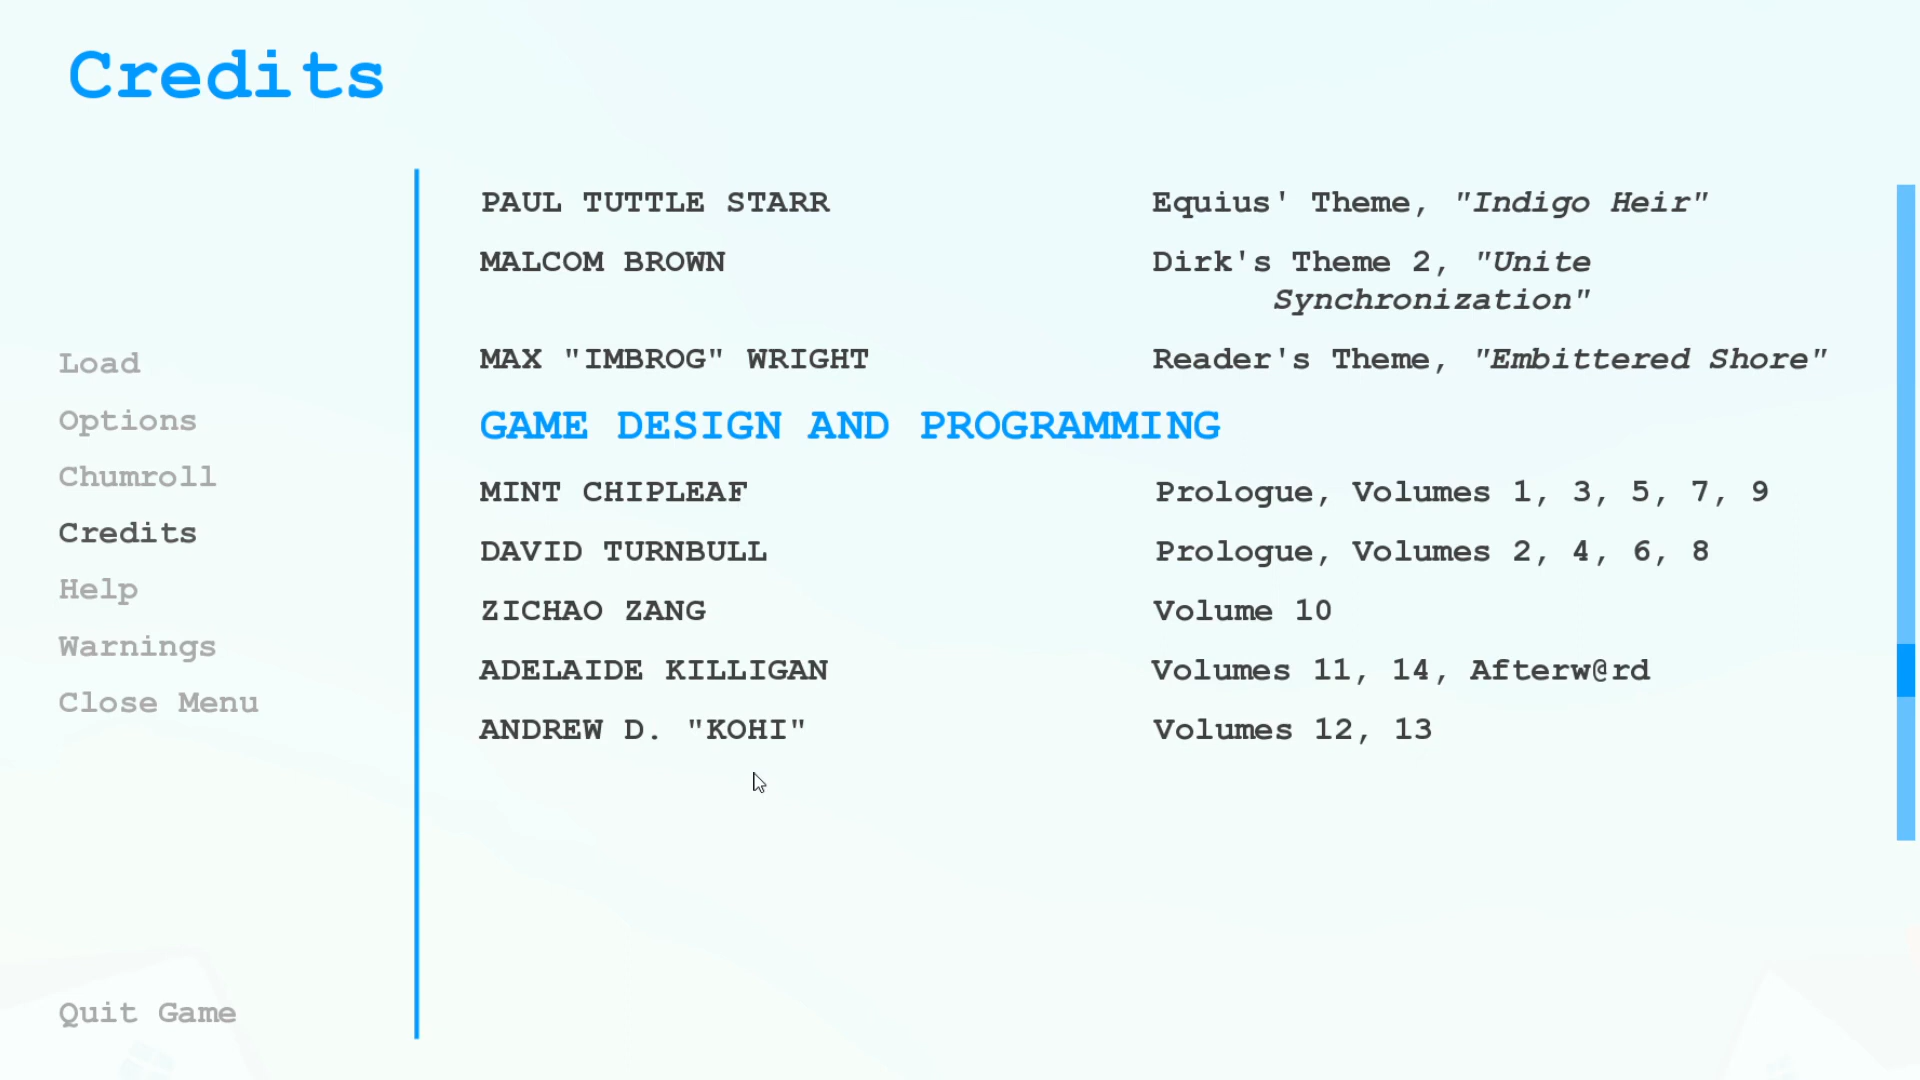 Credits
PAUL TUTTLE STARR Equius' Theme, "Indigo Heir"
MALCOM BROWN Dirk's Theme 2, "Unite
Synchronization"
MAX "IMBROG" WRIGHT Reader's Theme, "Embittered Shore"
GAME DESIGN AND PROGRAMMING
MINT CHIPLEAF Prologue, Volumes 1, 3, 5, 7, 9
DAVID TURNBULL Prologue, Volumes 2, 4, 6, 8
ZICHAO ZANG Volume 10
ADELAIDE KILLIGAN Volumes 11, 14, Afterw@rd
ANDREW D. "KOHI" Volumes 12, 13
Load
Options
Chumroll
Credits
Help
Warnings
Close Menu
Quit Game